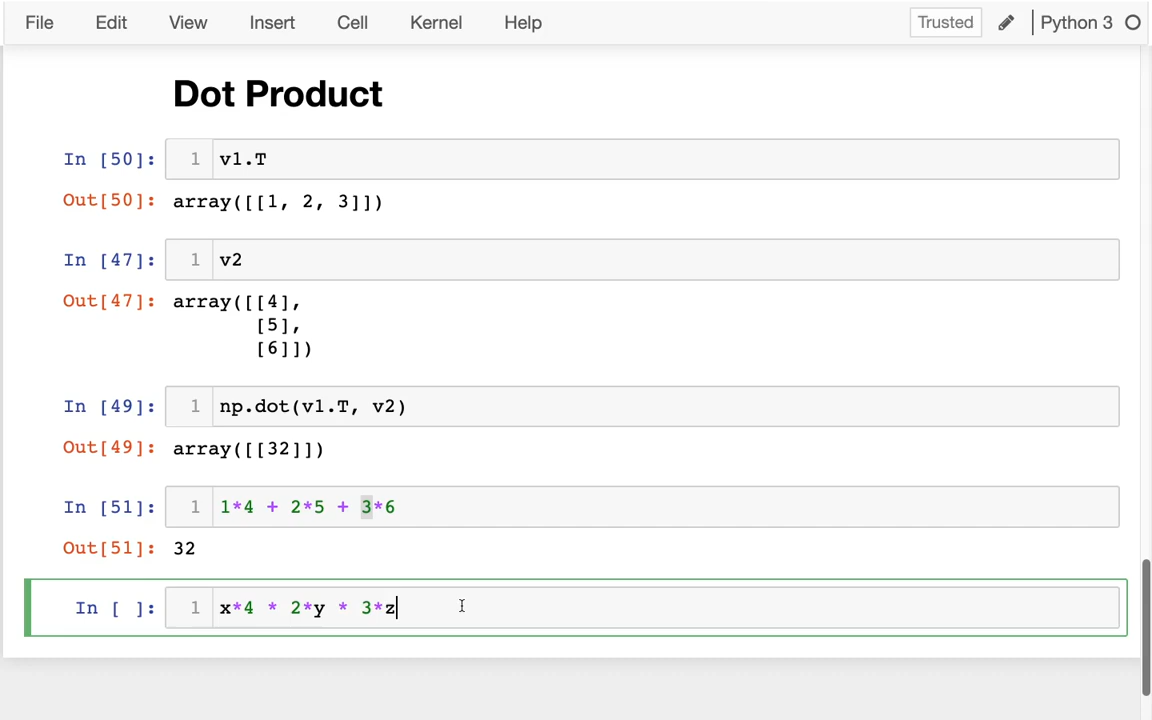 File Edit View Insert Cell Kernel Help Trusted Python 3
Dot Product
In [50]: 1 v1.T
Out[50]: array([[1, 2, 3]])
In [47]: 1 v2
Out[47]: array([[4],
[5],
[6]])
In [49]: 1 np.dot(v1.T, v2)
Out[49]: array([[32]])
In [51]: 1 1*4 + 2*5 + 3*6
Out[51]: 32
In [ ]: 1 x*4 * 2*y * 3*z